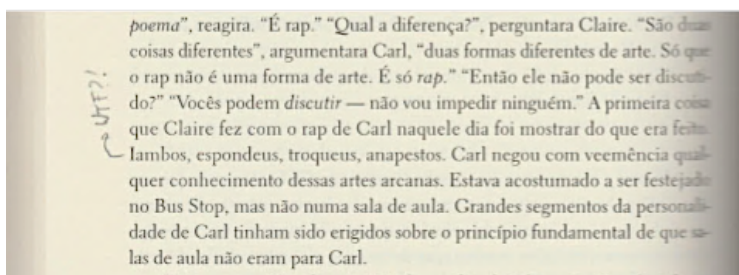 poema”, reagira. “É rap.” “Qual a diferença?”, perguntara Claire. “São duas
coisas diferentes”, argumentara Carl, “duas formas diferentes de arte. Só que
o rap não é uma forma de arte. É só rap.” “Então ele não pode ser discuti-
do?” “Vocês podem discutir — não vou impedir ninguém.” A primeira coisa
que Claire fez com o rap de Carl naquele dia foi mostrar do que era feito.
Iambos, espondeus, troqueus, anapestos. Carl negou com veemência qual-
quer conhecimento dessas artes arcanas. Estava acostumado a ser festejado
no Bus Stop, mas não numa sala de aula. Grandes segmentos da personali-
dade de Carl tinham sido erigidos sobre o princípio fundamental de que sa-
las de aula não eram para Carl.
WTF?!